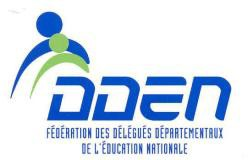 DDEN
FÉDÉRATION DES DÉLÉGUÉS DÉPARTEMENTAUX
DE L'ÉDUCATION NATIONALE